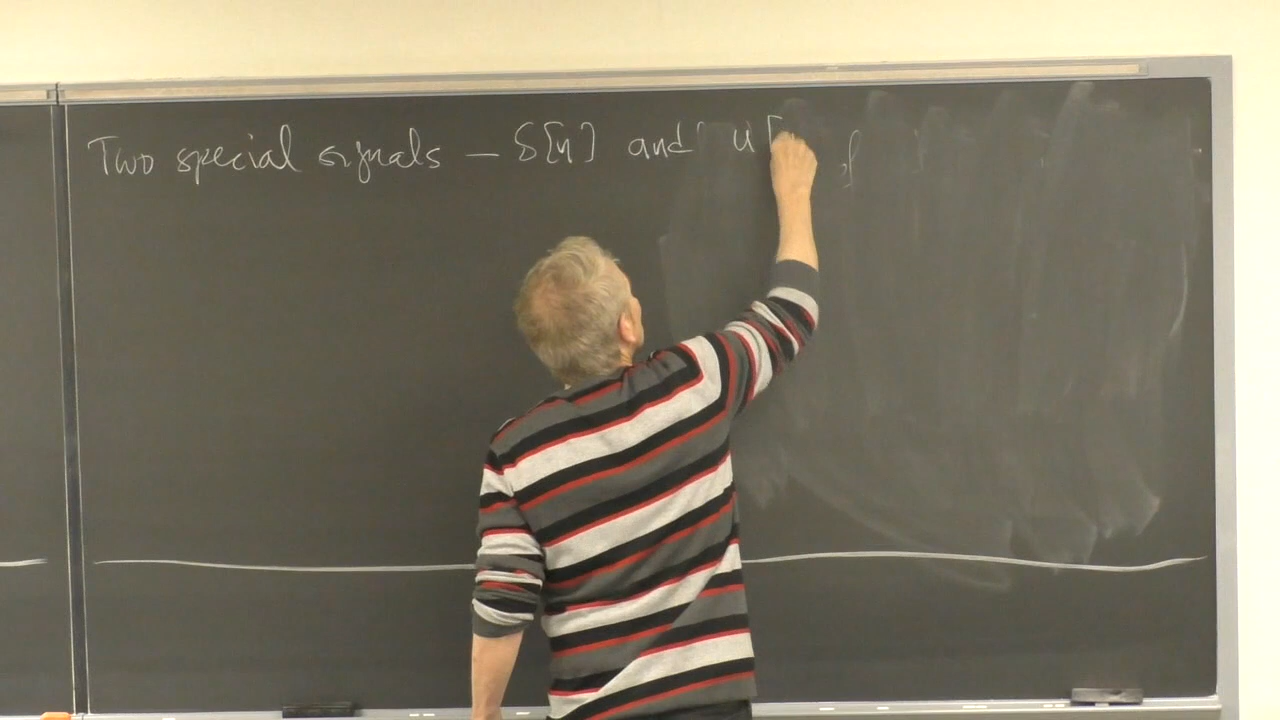 Two special signals — δ[n] and u[